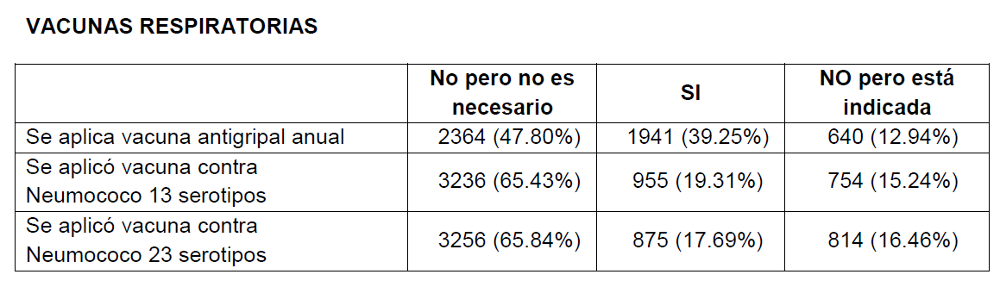 VACUNAS RESPIRATORIAS
No pero no es
necesario
SI
NO pero está
indicada
Se aplica vacuna antigripal anual
2364 (47.80%)
1941 (39.25%)
640 (12.94%)
Se aplicó vacuna contra
Neumococo 13 serotipos
3236 (65.43%)
955 (19.31%)
754 (15.24%)
Se aplicó vacuna contra
Neumococo 23 serotipos
3256 (65.84%)
875 (17.69%)
814 (16.46%)